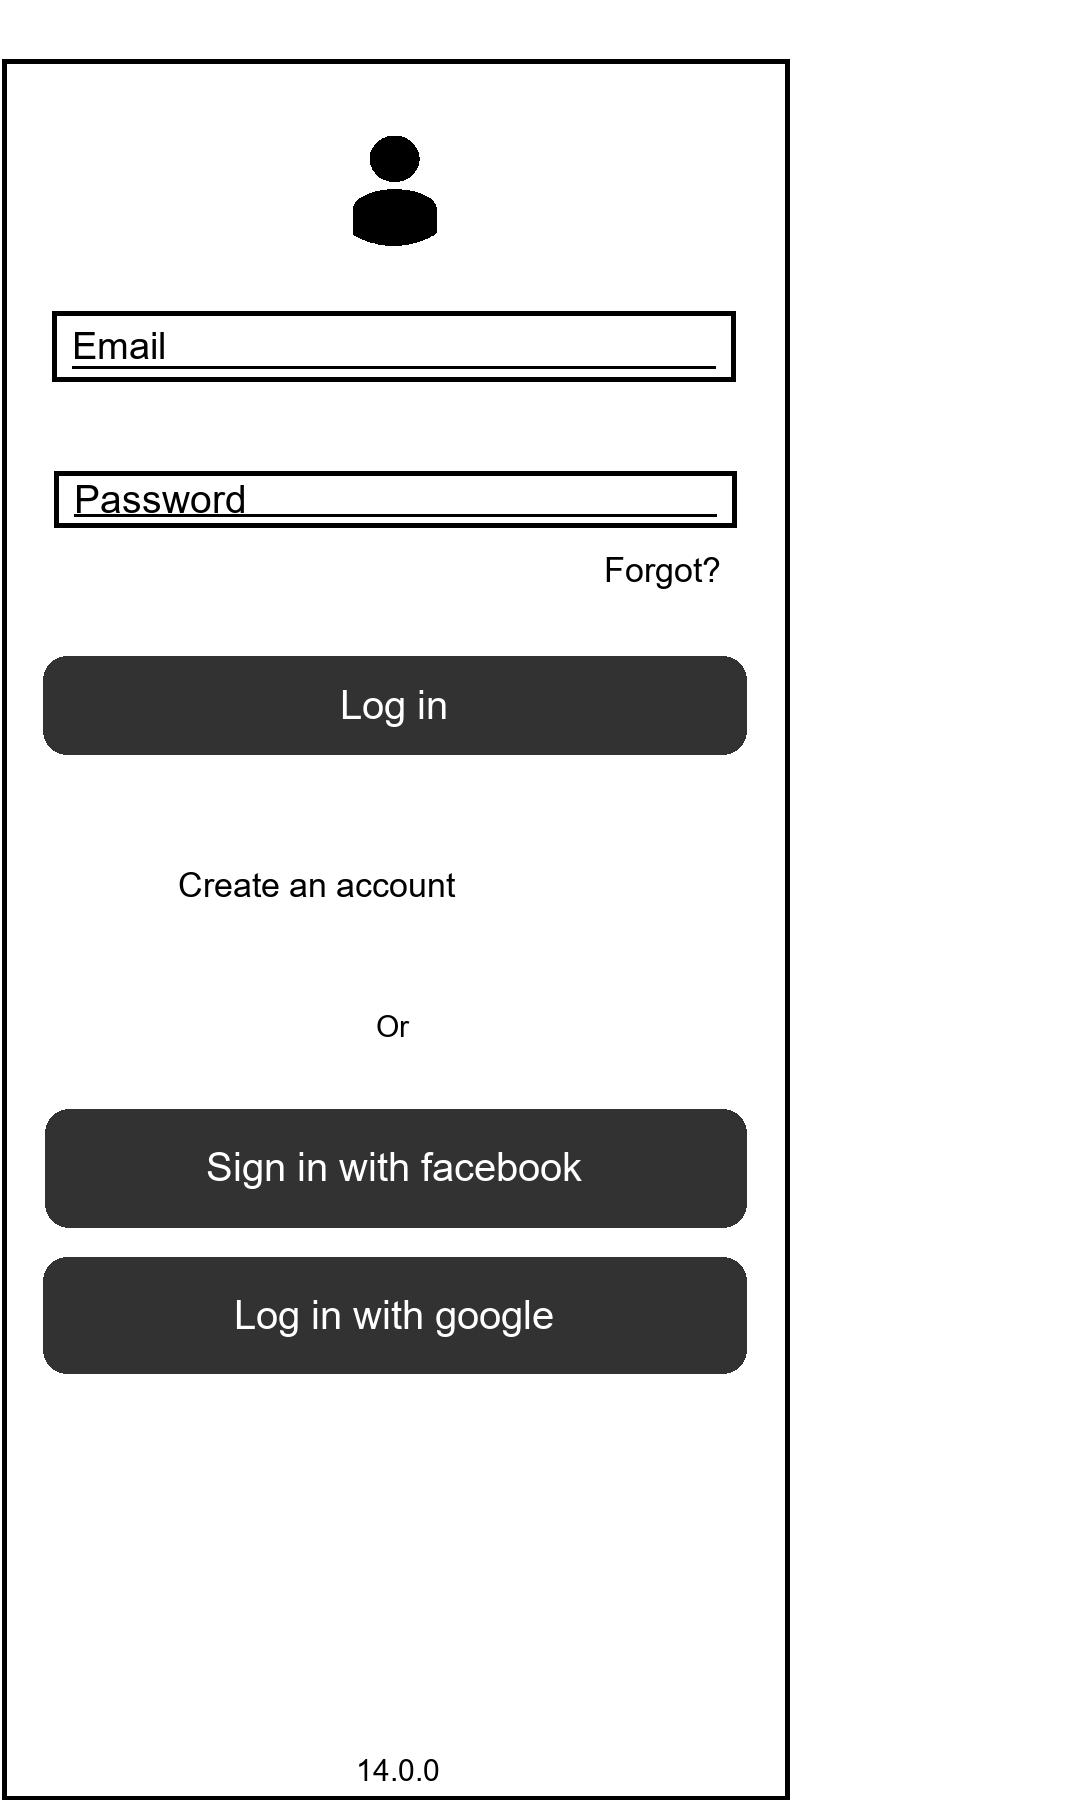 Email
Password
Forgot?
Log in
Create an account
Or
Sign in with facebook
Log in with google
14.0.0